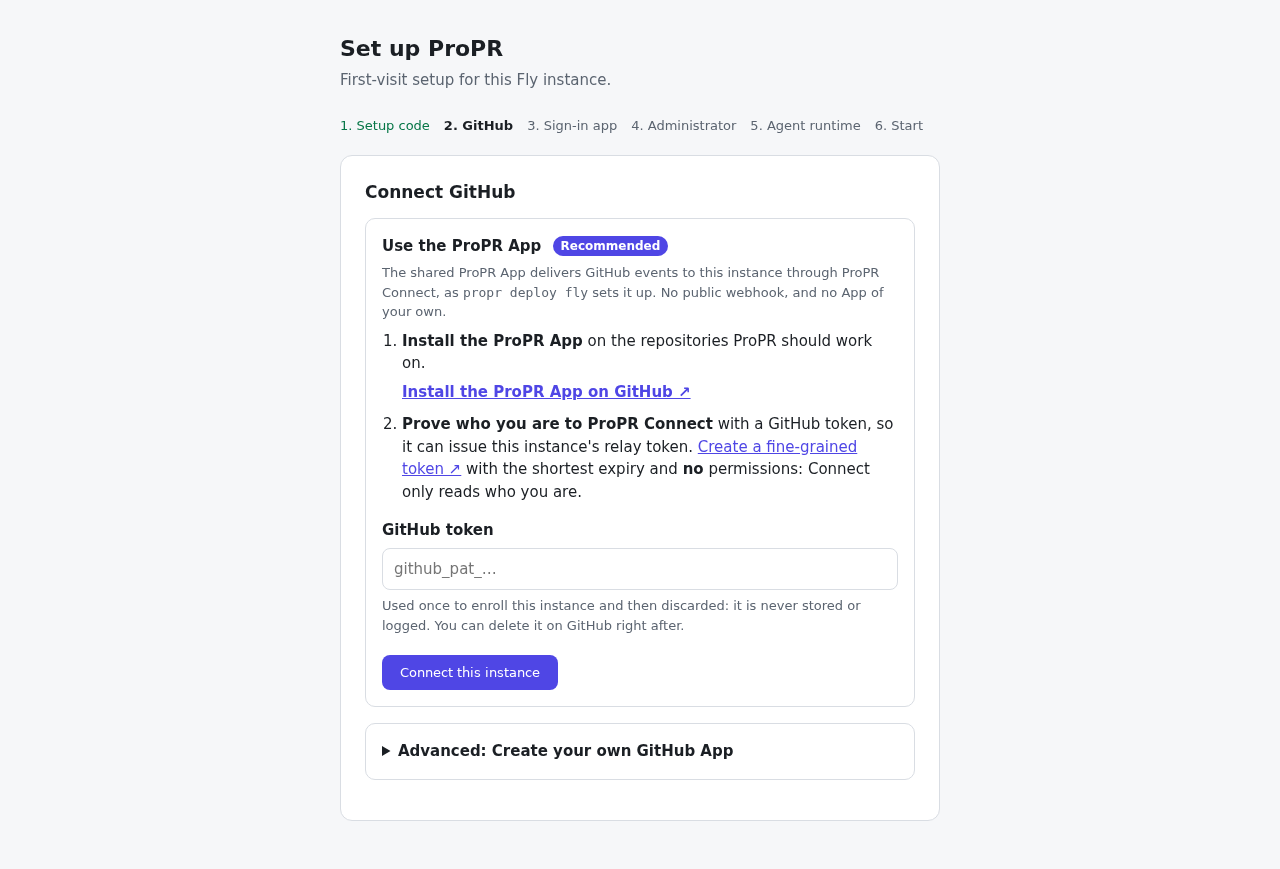 Set up ProPR
First-visit setup for this Fly instance.
1. Setup code 2. GitHub 3. Sign-in app 4. Administrator 5. Agent runtime 6. Start
Connect GitHub
Use the ProPR App Recommended
The shared ProPR App delivers GitHub events to this instance through ProPR
Connect, as propr deploy fly sets it up. No public webhook, and no App of
your own.
1. Install the ProPR App on the repositories ProPR should work
on.
Install the ProPR App on GitHub ↗
2. Prove who you are to ProPR Connect with a GitHub token, so
it can issue this instance's relay token. Create a fine-grained
token ↗ with the shortest expiry and no permissions: Connect
only reads who you are.
GitHub token
github_pat_…
Used once to enroll this instance and then discarded: it is never stored or
logged. You can delete it on GitHub right after.
Connect this instance
▶ Advanced: Create your own GitHub App